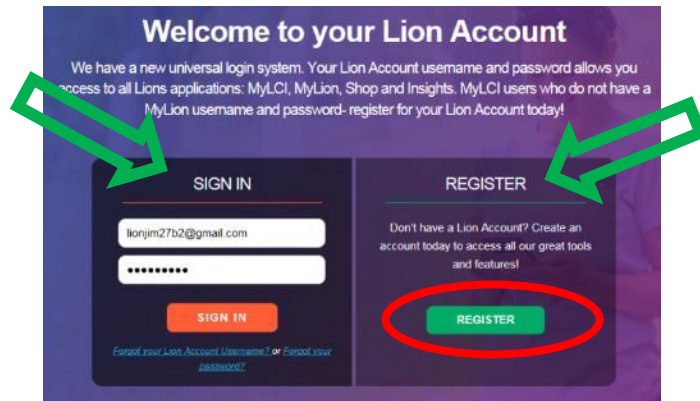 Welcome to your Lion Account
We have a new universal login system. Your Lion Account username and password allows you
access to all Lions applications: MyLCI, MyLion, Shop and Insights. MyLCI users who do not have a
MyLion username and password- register for your Lion Account today!
SIGN IN
lionjim27b2@gmail.com
•••••••••
SIGN IN
Forgot your Lion Account Username? or Forgot your
password?
REGISTER
Don't have a Lion Account? Create an
account today to access all our great tools
and features!
REGISTER